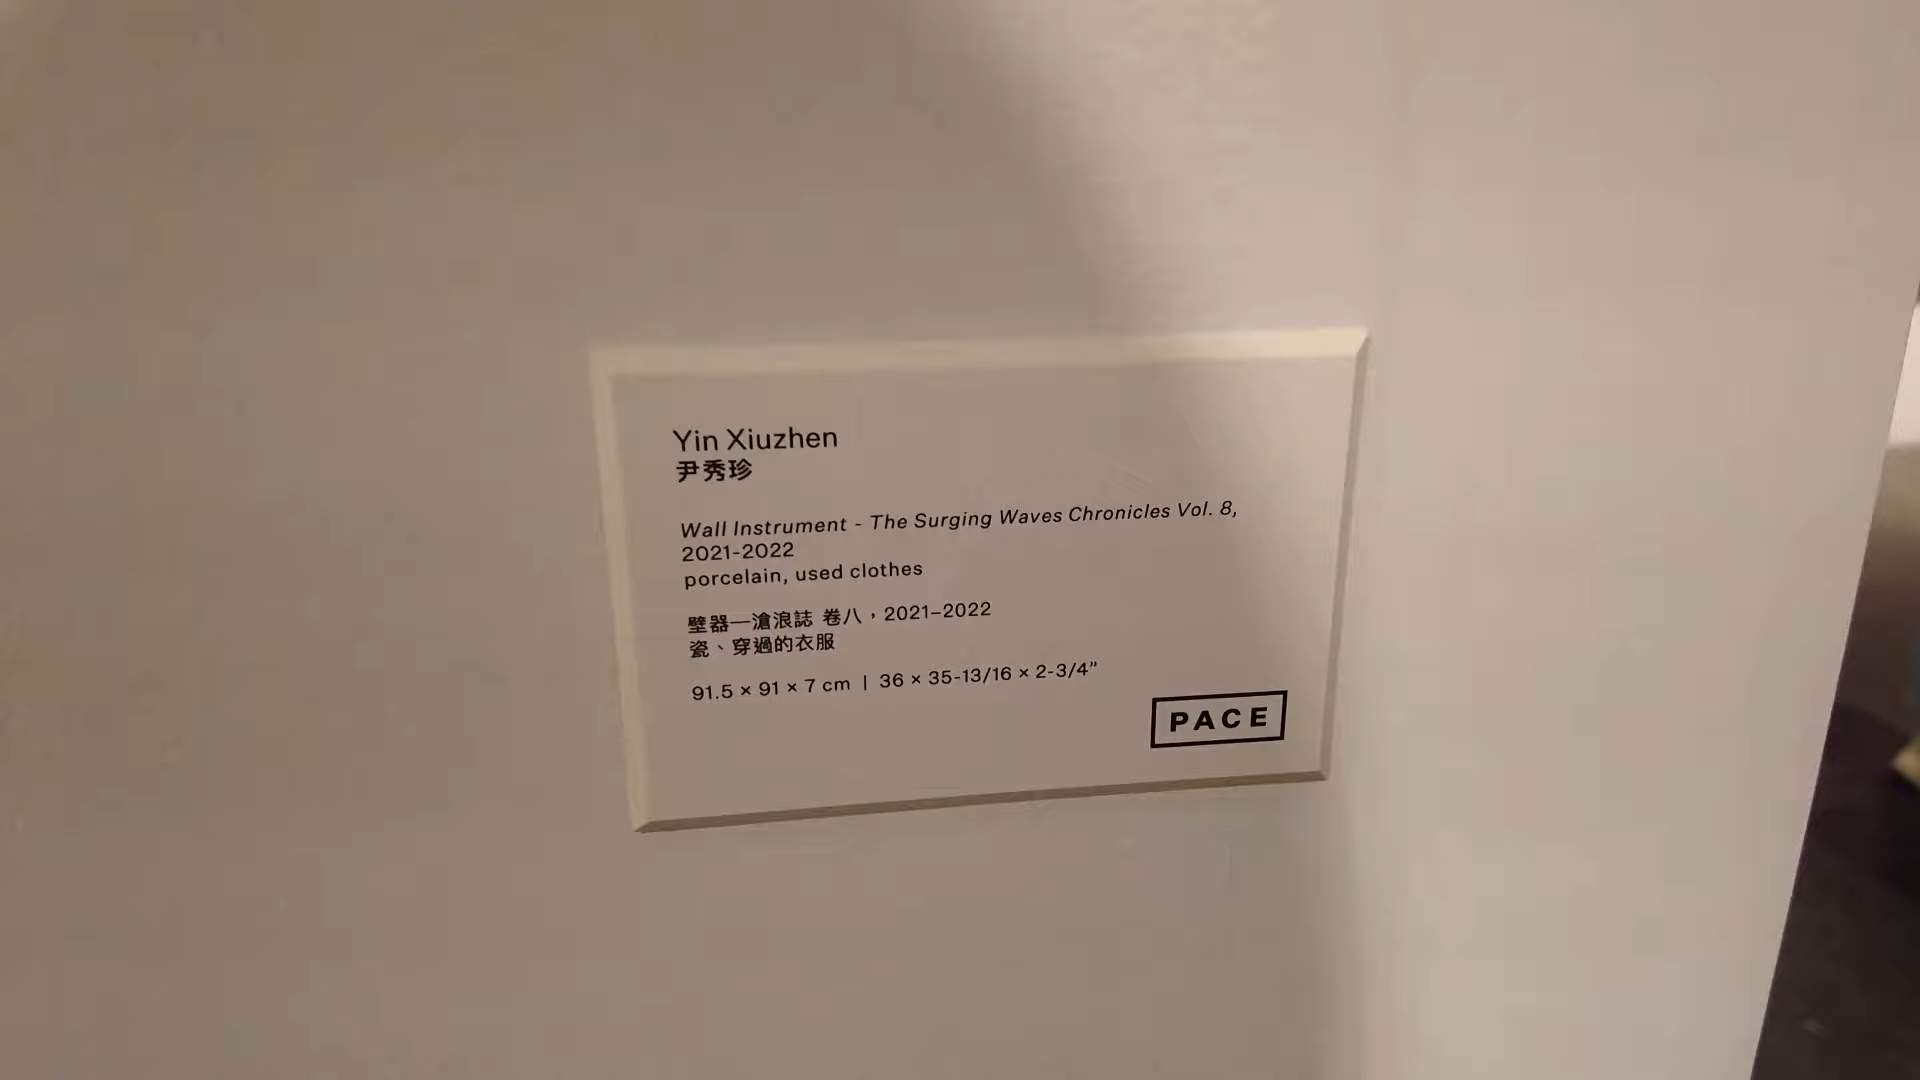 Yin Xiuzhen
尹秀珍
Wall Instrument - The Surging Waves Chronicles Vol. 8,
2021-2022
porcelain, used clothes
壁器—滄浪誌 卷八，2021–2022
瓷、穿過的衣服
91.5 × 91 × 7 cm | 36 × 35-13/16 × 2-3/4”
PACE